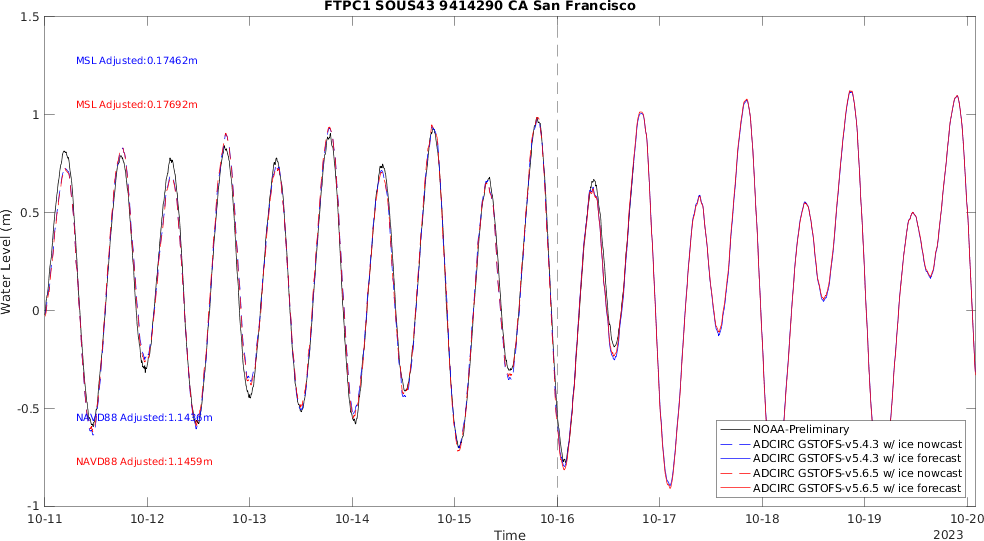 FTPC1 SOUS43 9414290 CA San Francisco
1.5
MSL Adjusted:0.17462m
MSL Adjusted:0.17692m
1
0.5
Water Level (m)
0
-0.5
NAVD88 Adjusted:1.1436m
NAVD88 Adjusted:1.1459m
NOAA-Preliminary
ADCIRC GSTOFS-v5.4.3 w/ ice nowcast
ADCIRC GSTOFS-v5.4.3 w/ ice forecast
ADCIRC GSTOFS-v5.6.5 w/ ice nowcast
ADCIRC GSTOFS-v5.6.5 w/ ice forecast
-1
10-11 10-12 10-13 10-14 10-15 10-16 10-17 10-18 10-19 10-20
Time
2023